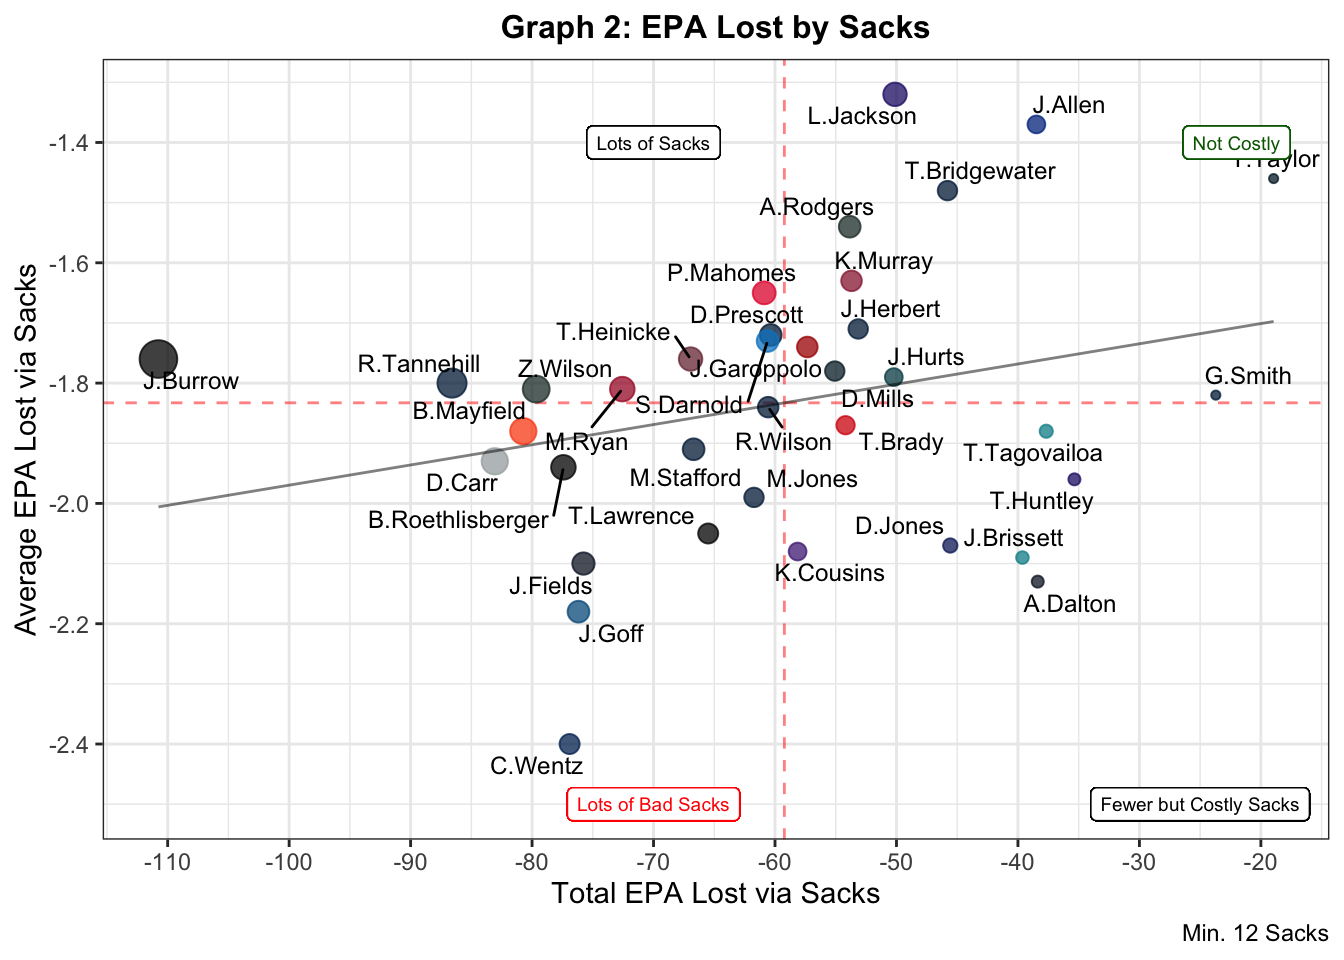 Graph 2: EPA Lost by Sacks
L.Jackson
J.Allen
Lots of Sacks
Not Costly
T.Taylor
T.Bridgewater
A.Rodgers
K.Murray
P.Mahomes
D.Prescott
J.Herbert
T.Heinicke
R.Tannehill
Z.Wilson
J.Garoppolo
J.Hurts
J.Burrow
G.Smith
B.Mayfield
S.Darnold
D.Mills
M.Ryan
R.Wilson
T.Brady
T.Tagovailoa
D.Carr
M.Stafford
M.Jones
T.Huntley
B.Roethlisberger
T.Lawrence
D.Jones
J.Brissett
K.Cousins
J.Fields
A.Dalton
J.Goff
C.Wentz
Lots of Bad Sacks
Fewer but Costly Sacks
-1.4
-1.6
-1.8
-2.0
-2.2
-2.4
Average EPA Lost via Sacks
-110 -100 -90 -80 -70 -60 -50 -40 -30 -20
Total EPA Lost via Sacks
Min. 12 Sacks